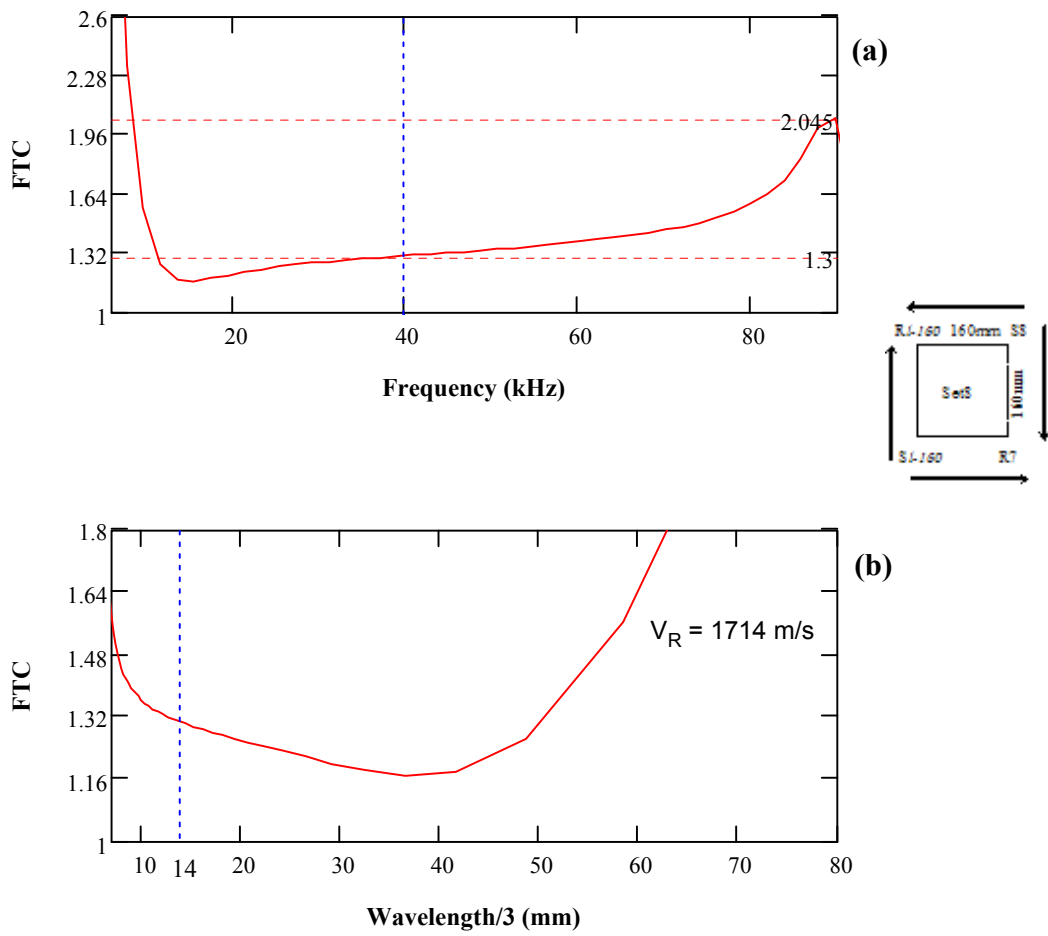 2.6
(a)
2.28
2.045
1.96
FTC
1.64
1.32
1.3
1
20 40 60 80
Frequency (kHz)
160mm S8
160mm
Set8
R7
1.8
(b)
1.64
V_R = 1714 m/s
1.48
FTC
1.32
1.16
1
10 14 20 30 40 50 60 70 80
Wavelength/3 (mm)